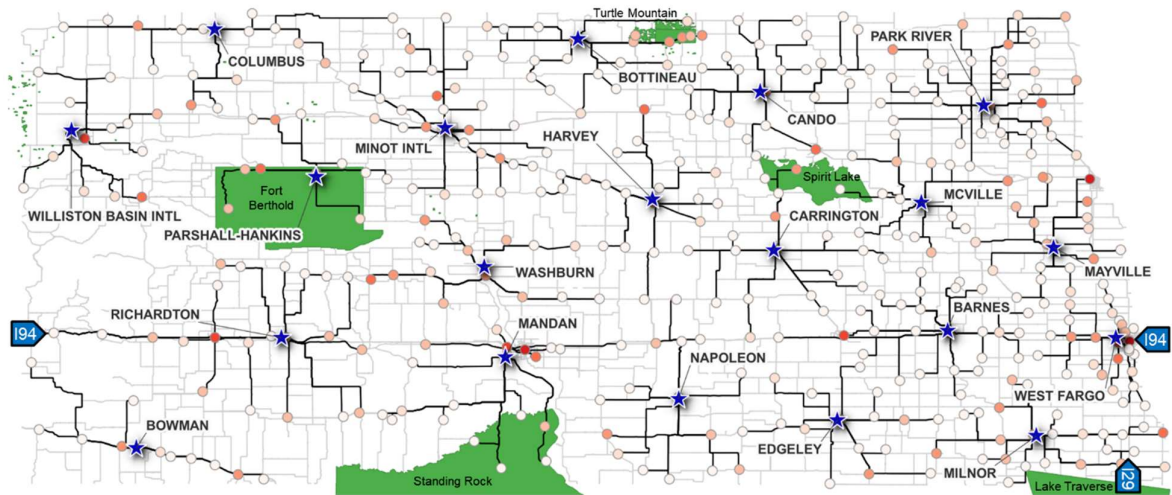 Turtle Mountain
PARK RIVER
COLUMBUS
BOTTINEAU
CANDO
HARVEY
MINOT INTL
Spirit Lake
Fort
Berthold
MCVILLE
WILLISTON BASIN INTL
CARRINGTON
PARSHALL-HANKINS
WASHBURN
MAYVILLE
RICHARDTON
BARNES
MANDAN
I94
I94
NAPOLEON
WEST FARGO
BOWMAN
EDGELEY
MILNOR
Standing Rock
Lake Traverse
I29